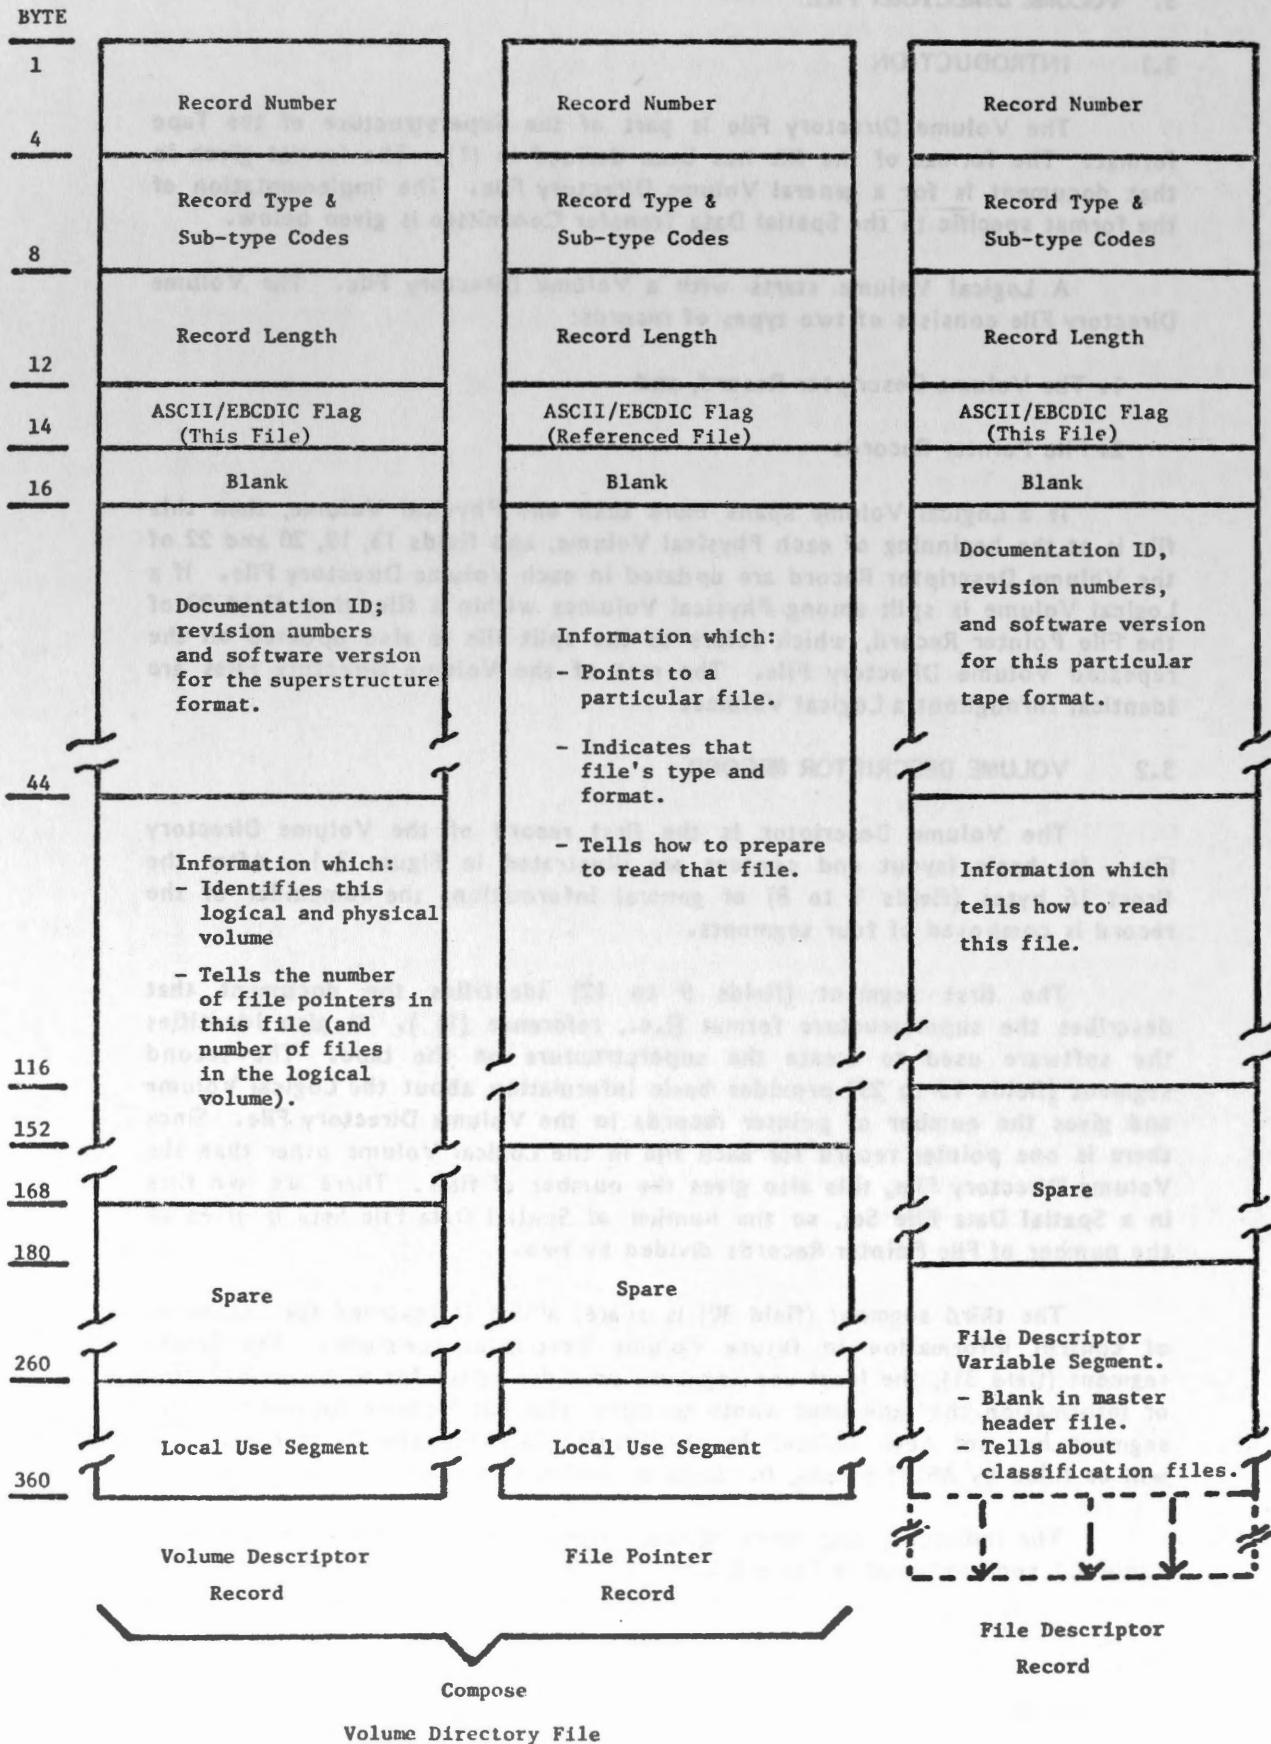 BYTE
1
4
8
12
14
16
44
116
152
168
180
260
360
Record Number
Record Type &
Sub-type Codes
Record Length
ASCII/EBCDIC Flag
(This File)
Blank
Documentation ID;
revision numbers
and software version
for the superstructure
format.
Information which:
- Identifies this
logical and physical
volume
- Tells the number
of file pointers in
this file (and
number of files
in the logical
volume).
Spare
Local Use Segment
Volume Descriptor
Record
Record Number
Record Type &
Sub-type Codes
Record Length
ASCII/EBCDIC Flag
(Referenced File)
Blank
Information which:
- Points to a
particular file.
- Indicates that
file's type and
format.
- Tells how to prepare
to read that file.
Spare
Local Use Segment
File Pointer
Record
Record Number
Record Type &
Sub-type Codes
Record Length
ASCII/EBCDIC Flag
(This File)
Blank
Documentation ID,
revision numbers,
and software version
for this particular
tape format.
Information which
tells how to read
this file.
Spare
File Descriptor
Variable Segment.
- Blank in raster
header file,
- Tells about
classification files.
File Descriptor
Record
Compose
Volume Directory File